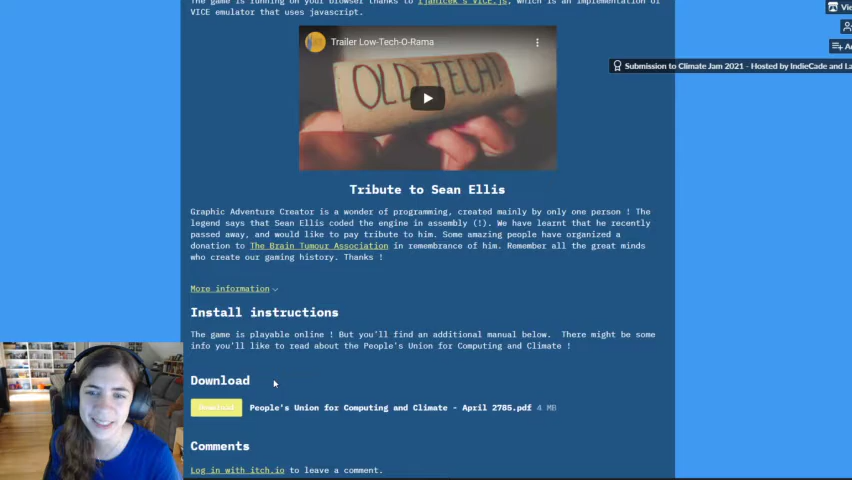 The game is running on your browser thanks to Tjanicek's VICE.js, which is an implementation of
VICE emulator that uses javascript.
Trailer Low-Tech-O-Rama
OLD TECH!
Submission to Climate Jam 2021 - Hosted by IndieCade and La
Tribute to Sean Ellis
Graphic Adventure Creator is a wonder of programming, created mainly by only one person ! The
legend says that Sean Ellis coded the engine in assembly (!). We have learnt that he recently
passed away, and would like to pay tribute to him. Some amazing people have organized a
donation to The Brain Tumour Association in remembrance of him. Remember all the great minds
who create our gaming history. Thanks !
More information
Install instructions
The game is playable online ! But you'll find an additional manual below. There might be some
info you'll like to read about the People's Union for Computing and Climate !
Download
Download People's Union for Computing and Climate - April 2785.pdf 4 MB
Comments
Log in with itch.io to leave a comment.